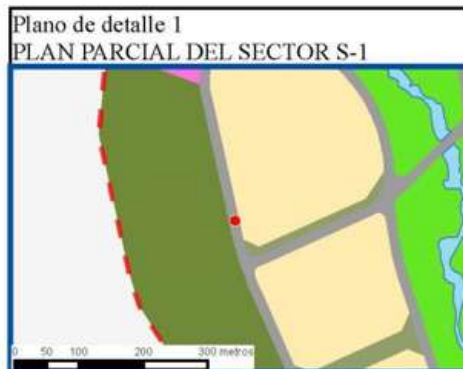 Plano de detalle 1
PLAN PARCIAL DEL SECTOR S-1
0 50 100 200 300 metros